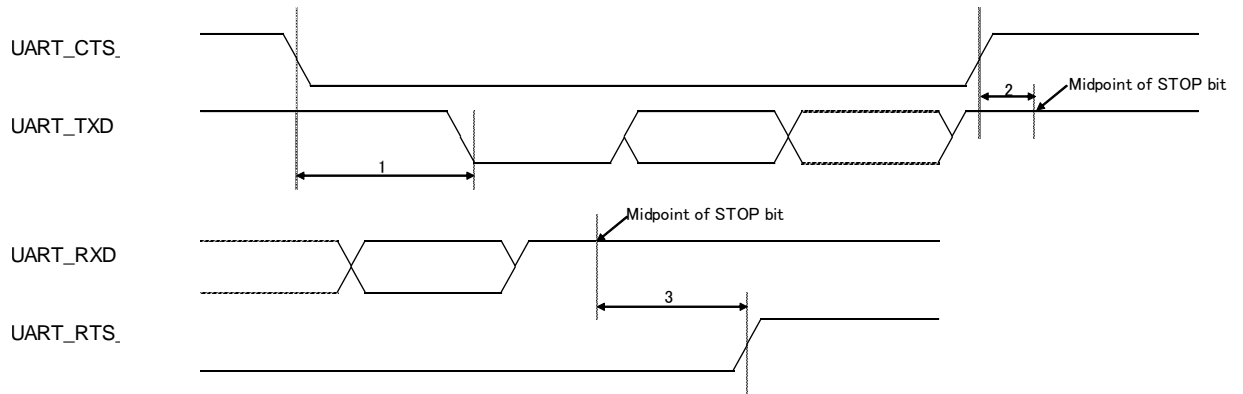 UART_CTS_
2
Midpoint of STOP bit
UART_TXD
1
Midpoint of STOP bit
UART_RXD
3
UART_RTS_